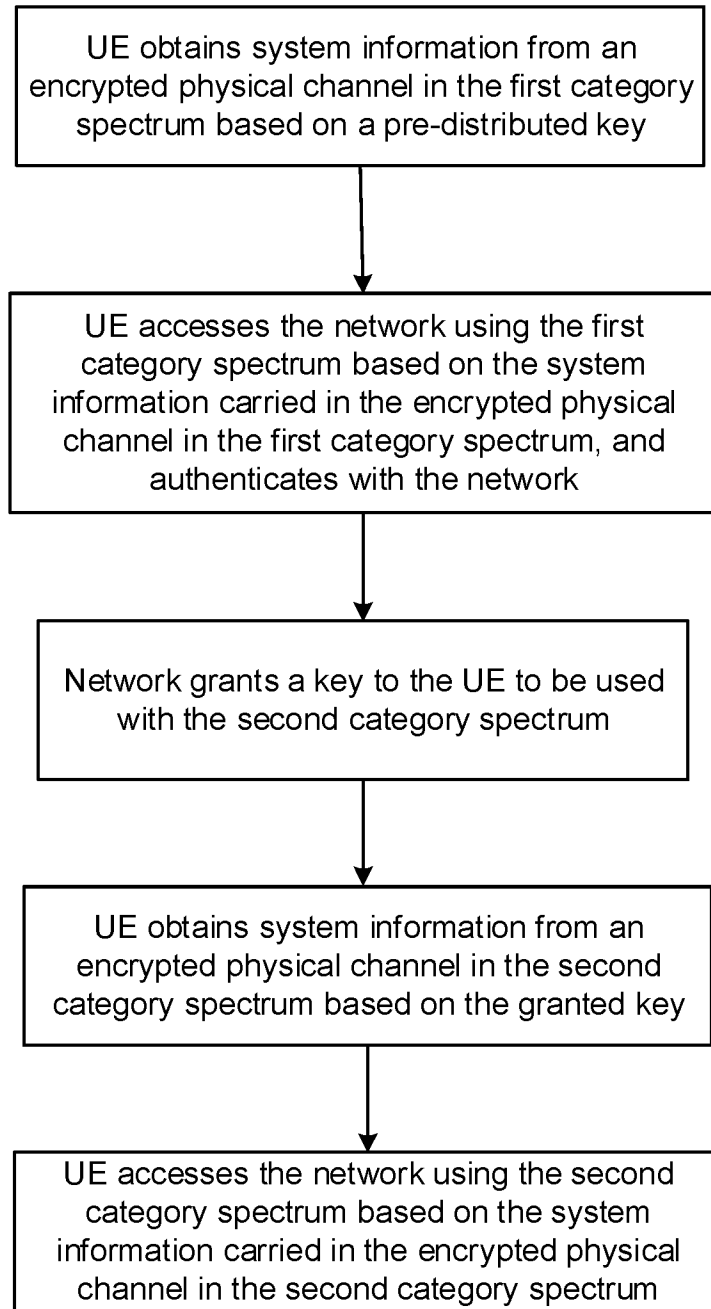 UE obtains system information from an
encrypted physical channel in the first category
spectrum based on a pre-distributed key
UE accesses the network using the first
category spectrum based on the system
information carried in the encrypted physical
channel in the first category spectrum, and
authenticates with the network
Network grants a key to the UE to be used
with the second category spectrum
UE obtains system information from an
encrypted physical channel in the second
category spectrum based on the granted key
UE accesses the network using the second
category spectrum based on the system
information carried in the encrypted physical
channel in the second category spectrum